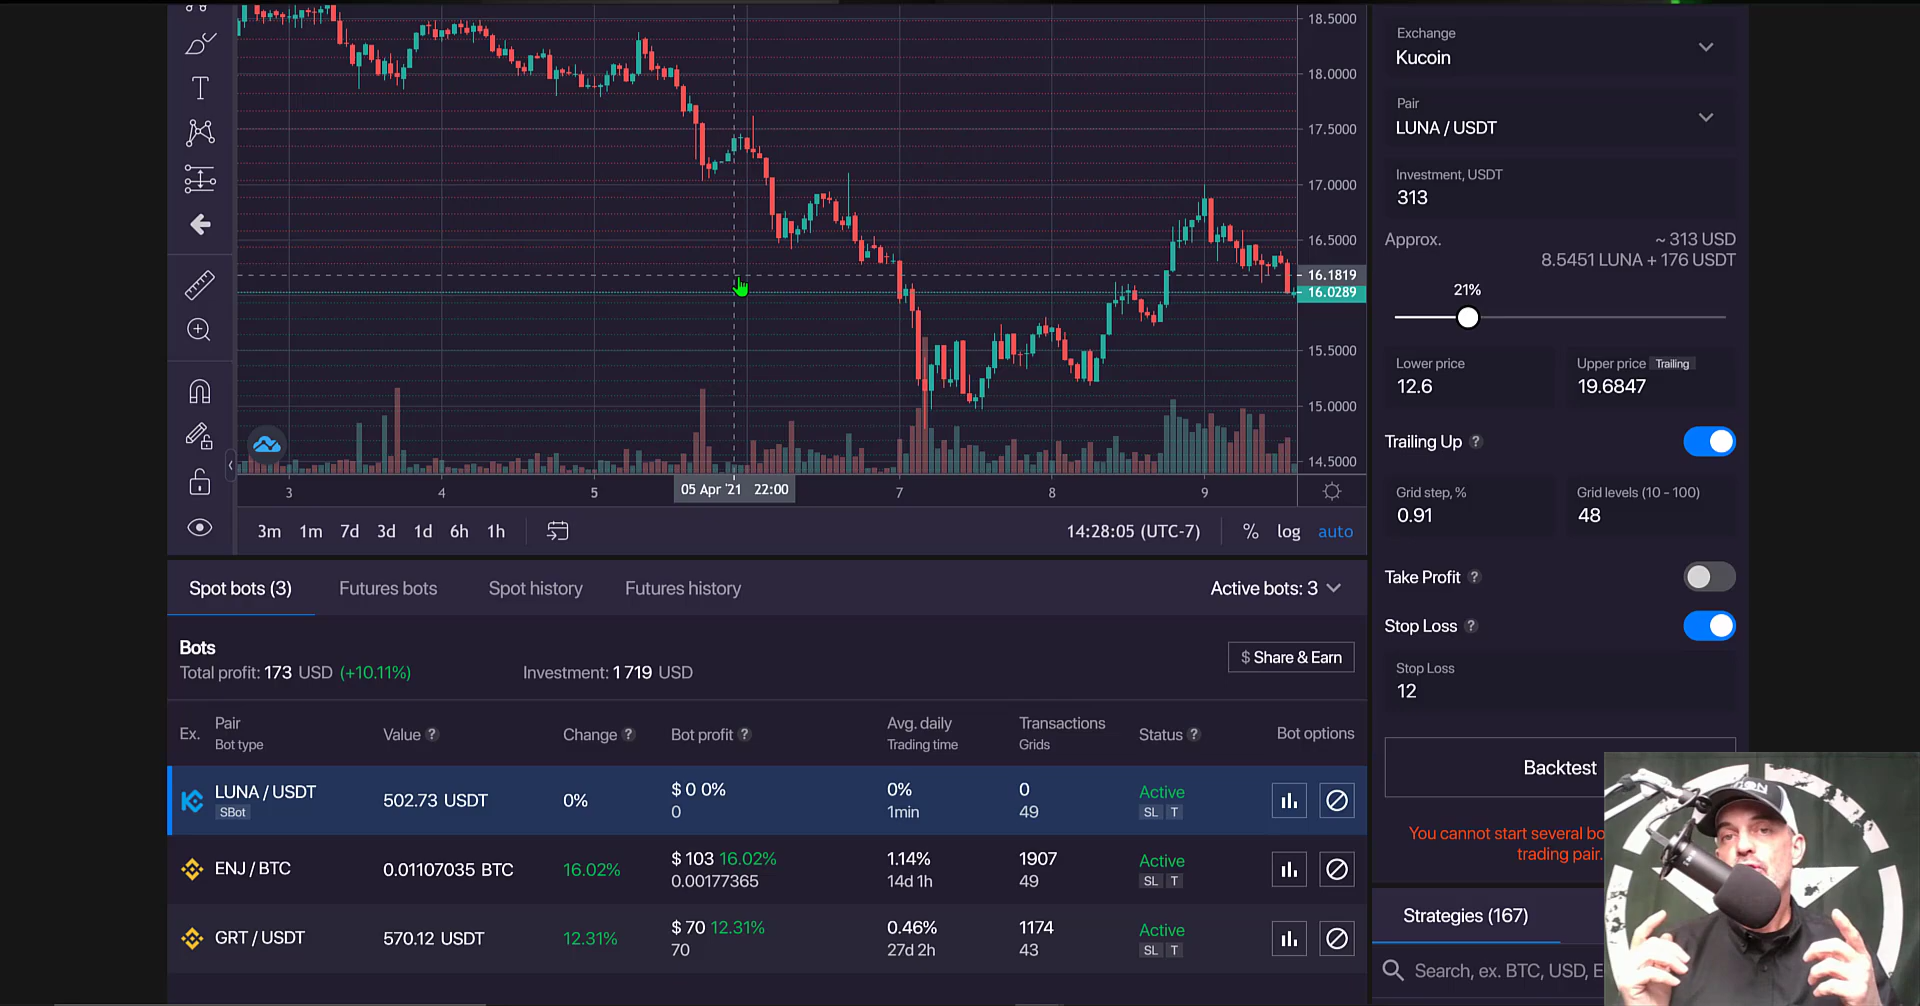 18.5000
18.0000
17.5000
17.0000
16.5000
16.1819
16.0289
15.5000
15.0000
14.5000
3
4
5
05 Apr '21 22:00
7
8
9
3m 1m 7d 3d 1d 6h 1h
14:28:05 (UTC-7)
% log auto
Exchange
Kucoin
Pair
LUNA / USDT
Investment, USDT
313
Approx. ~ 313 USD
8.5451 LUNA + 176 USDT
21%
Lower price
12.6
Upper price Trailing
19.6847
Trailing Up ?
Grid step, %
0.91
Grid levels (10 - 100)
48
Take Profit ?
Stop Loss ?
Stop Loss
12
Backtest
You cannot start several bo
trading pair.
Strategies (167)
Search, ex. BTC, USD, E
Spot bots (3) Futures bots Spot history Futures history Active bots: 3
Bots
Total profit: 173 USD (+10.11%) Investment: 1 719 USD
$ Share & Earn
Ex.
Pair
Bot type
Value ?
Change ?
Bot profit ?
Avg. daily
Trading time
Transactions
Grids
Status ?
Bot options
LUNA / USDT
SBot
502.73 USDT
0%
$ 0 0%
0
0%
1min
0
49
Active
SL T
ENJ / BTC
0.01107035 BTC
16.02%
$ 103 16.02%
0.00177365
1.14%
14d 1h
1907
49
Active
SL T
GRT / USDT
570.12 USDT
12.31%
$ 70 12.31%
70
0.46%
27d 2h
1174
43
Active
SL T